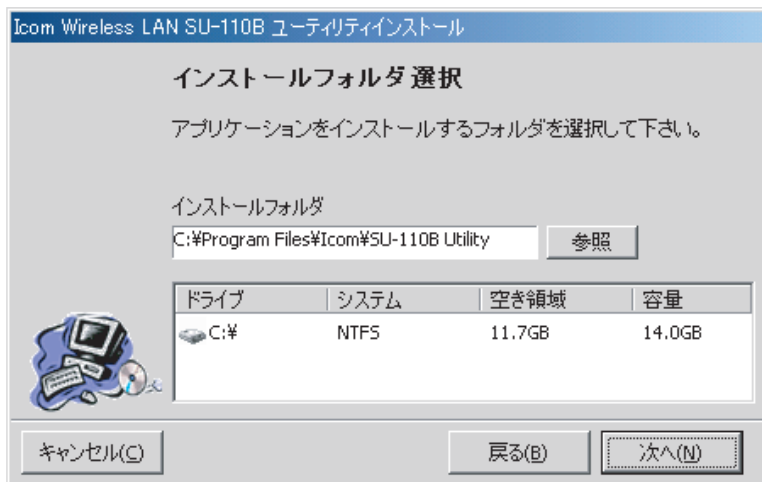 Icom Wireless LAN SU-110B ユーティリティインストール
インストールフォルダ選択
アプリケーションをインストールするフォルダを選択して下さい。
インストールフォルダ
C:¥Program Files¥Icom¥SU-110B Utility 参照
ドライブ システム 空き領域 容量
C:¥ NTFS 11.7GB 14.0GB
キャンセル(C) 戻る(B) 次へ(N)